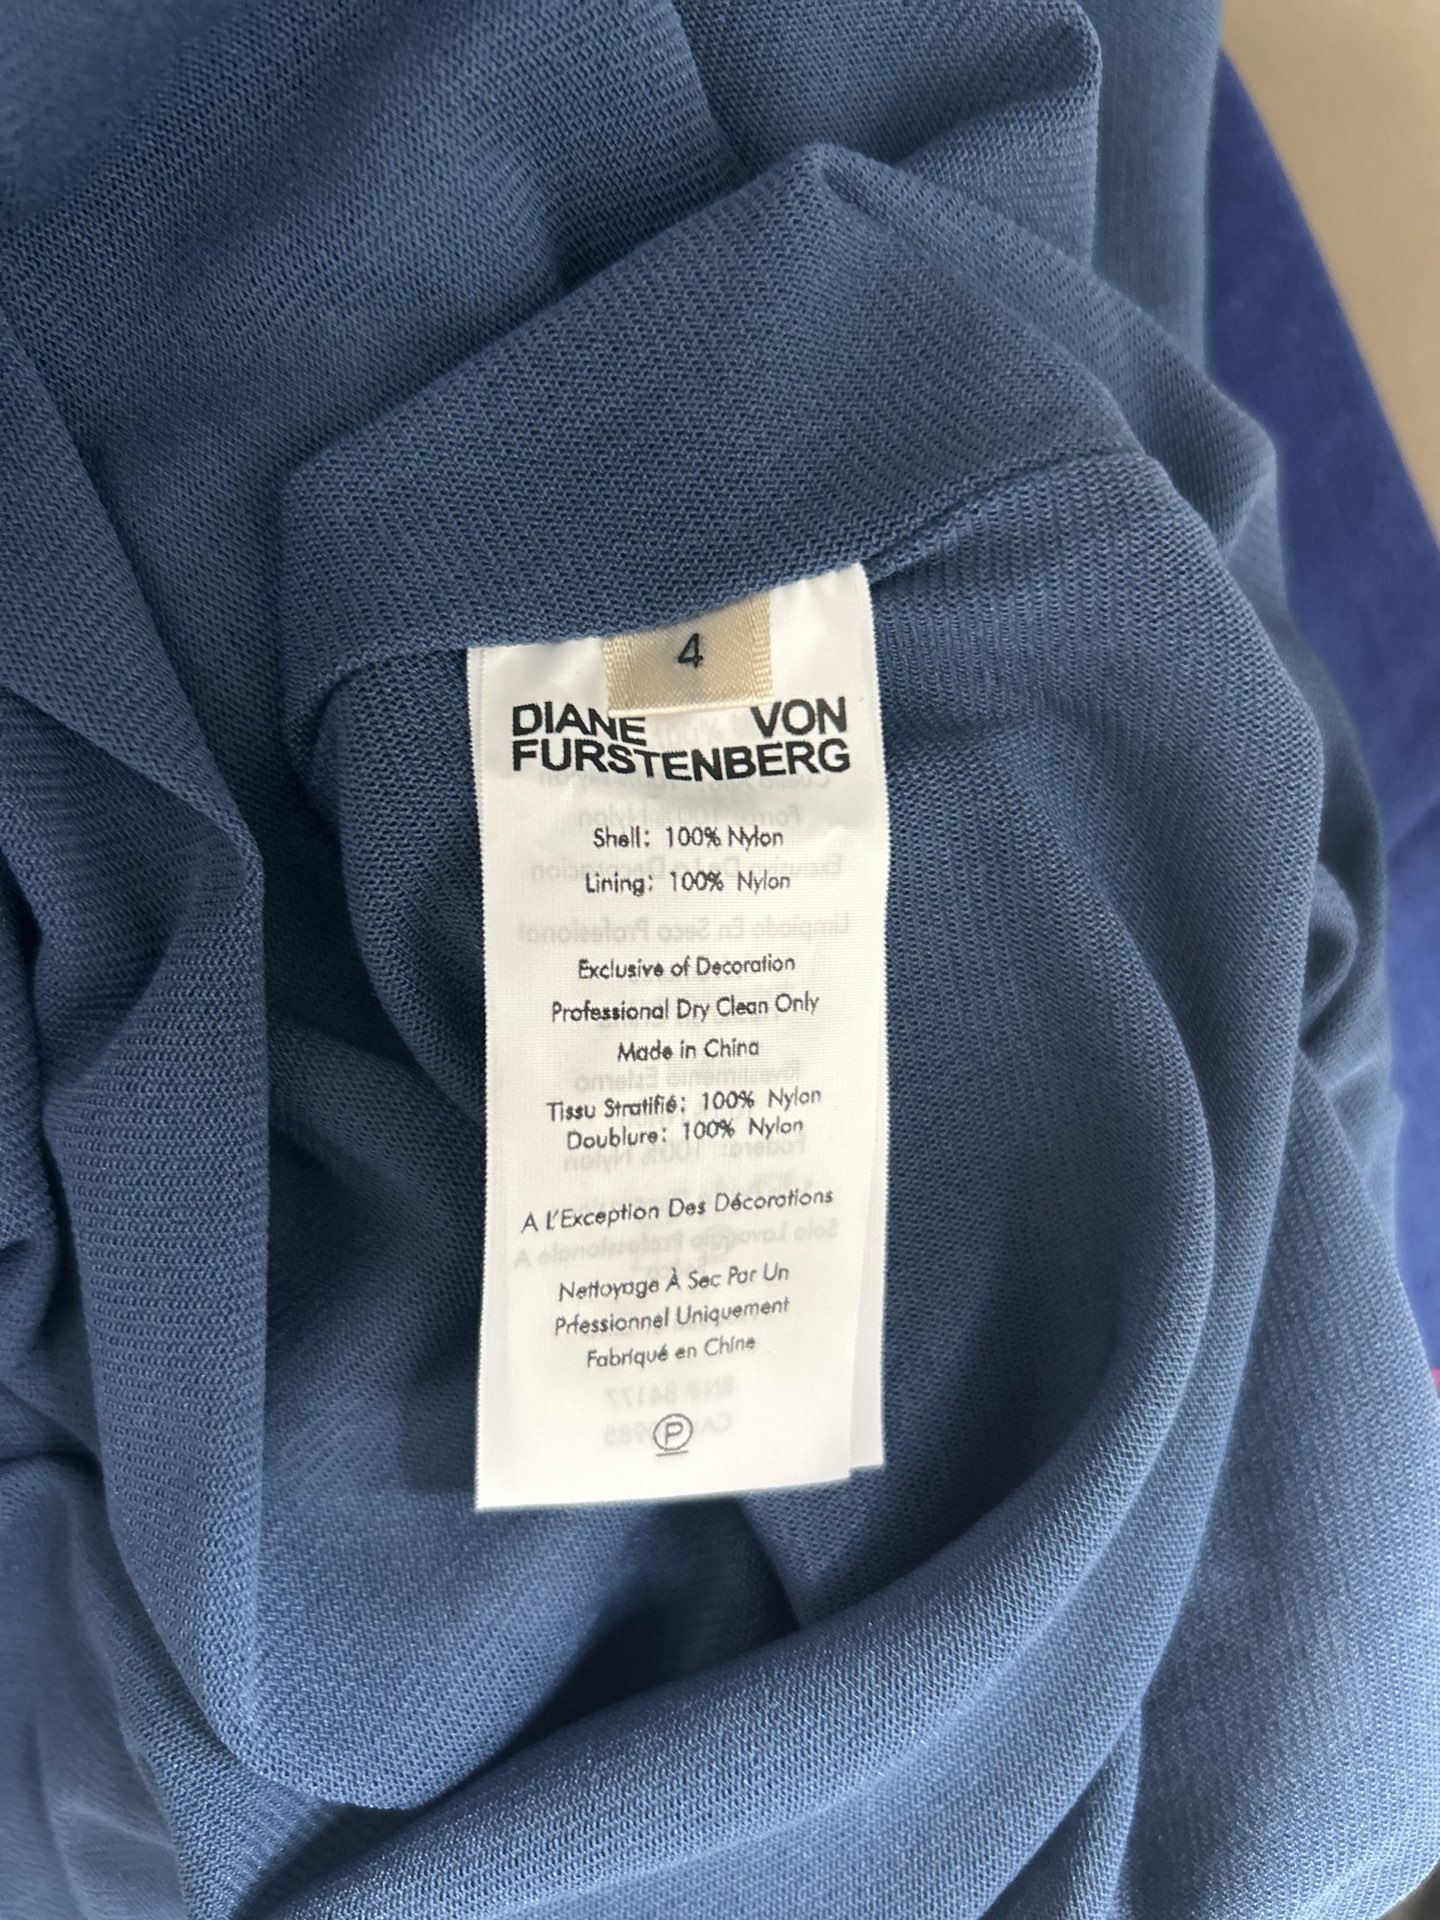 4
DIANE VON
FURSTENBERG
Shell: 100% Nylon
Lining: 100% Nylon
Exclusive of Decoration
Professional Dry Clean Only
Made in China
Tissu Stratifié: 100% Nylon
Doublure: 100% Nylon
A L'Exception Des Décorations
Nettoyage À Sec Par Un
Prfessionnel Uniquement
Fabriqué en Chine
P